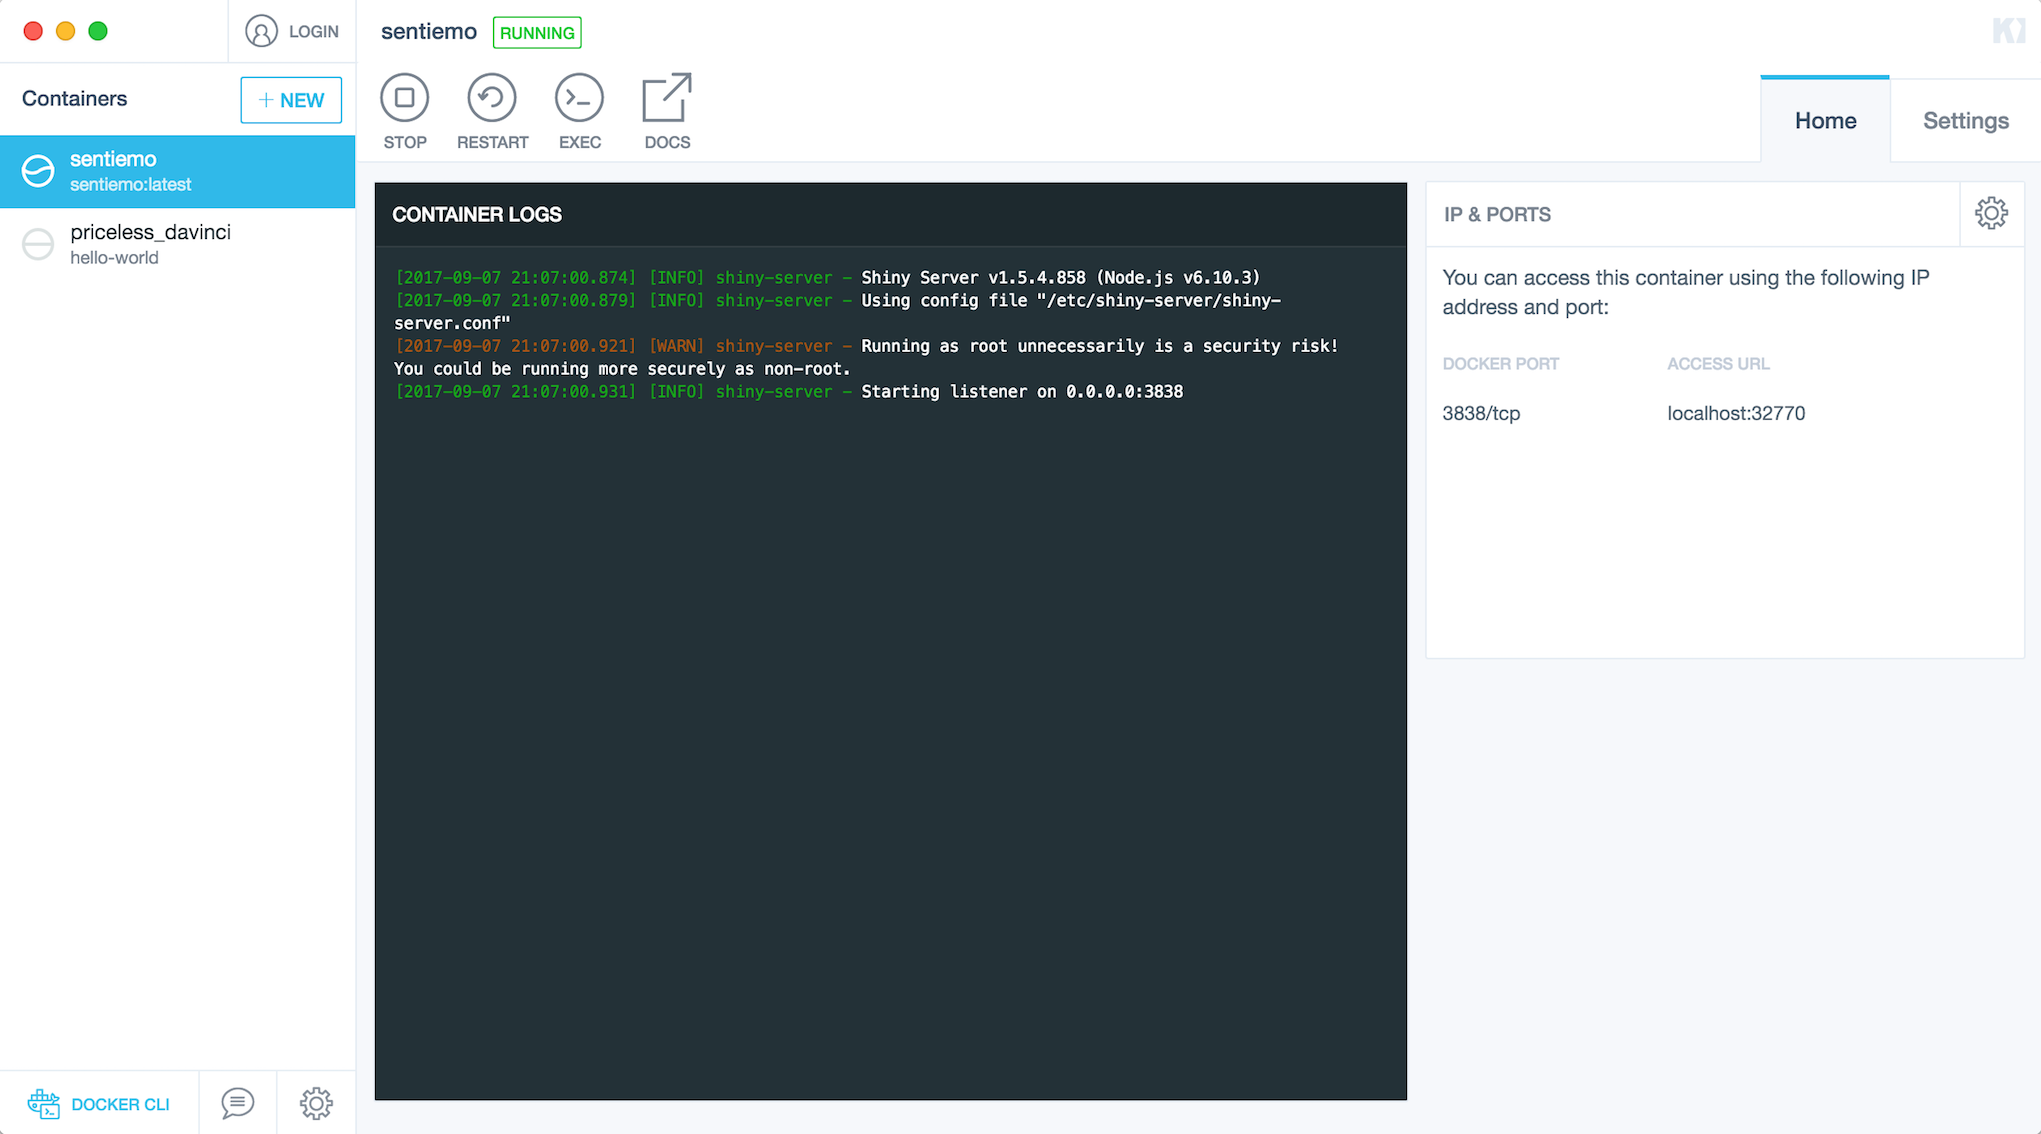 LOGIN
Containers
+ NEW
sentiemo
sentiemo:latest
priceless_davinci
hello-world
DOCKER CLI
sentiemo RUNNING
STOP RESTART EXEC DOCS
Home Settings
CONTAINER LOGS
[2017-09-07 21:07:00.874] [INFO] shiny-server - Shiny Server v1.5.4.858 (Node.js v6.10.3)
[2017-09-07 21:07:00.879] [INFO] shiny-server - Using config file "/etc/shiny-server/shiny-
server.conf"
[2017-09-07 21:07:00.921] [WARN] shiny-server - Running as root unnecessarily is a security risk!
You could be running more securely as non-root.
[2017-09-07 21:07:00.931] [INFO] shiny-server - Starting listener on 0.0.0.0:3838
IP & PORTS
You can access this container using the following IP
address and port:
DOCKER PORT ACCESS URL
3838/tcp localhost:32770